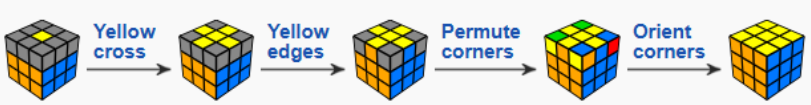 Yellow
cross
Yellow
edges
Permute
corners
Orient
corners